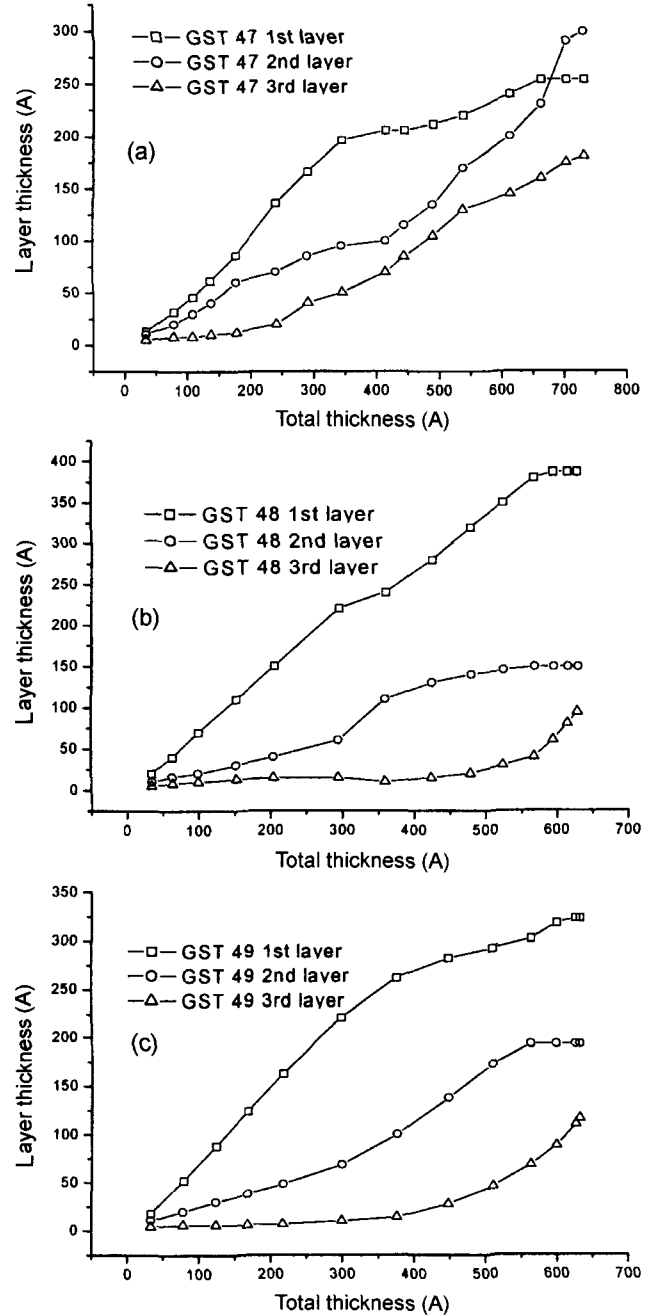 (a)
GST 47 1st layer
GST 47 2nd layer
GST 47 3rd layer
Layer thickness (A)
300
250
200
150
100
50
0
0 100 200 300 400 500 600 700 800
Total thickness (A)
(b)
GST 48 1st layer
GST 48 2nd layer
GST 48 3rd layer
Layer thickness (A)
400
350
300
250
200
150
100
50
0
0 100 200 300 400 500 600 700
Total thickness (A)
(c)
GST 49 1st layer
GST 49 2nd layer
GST 49 3rd layer
Layer thickness (A)
350
300
250
200
150
100
50
0
0 100 200 300 400 500 600 700
Total thickness (A)